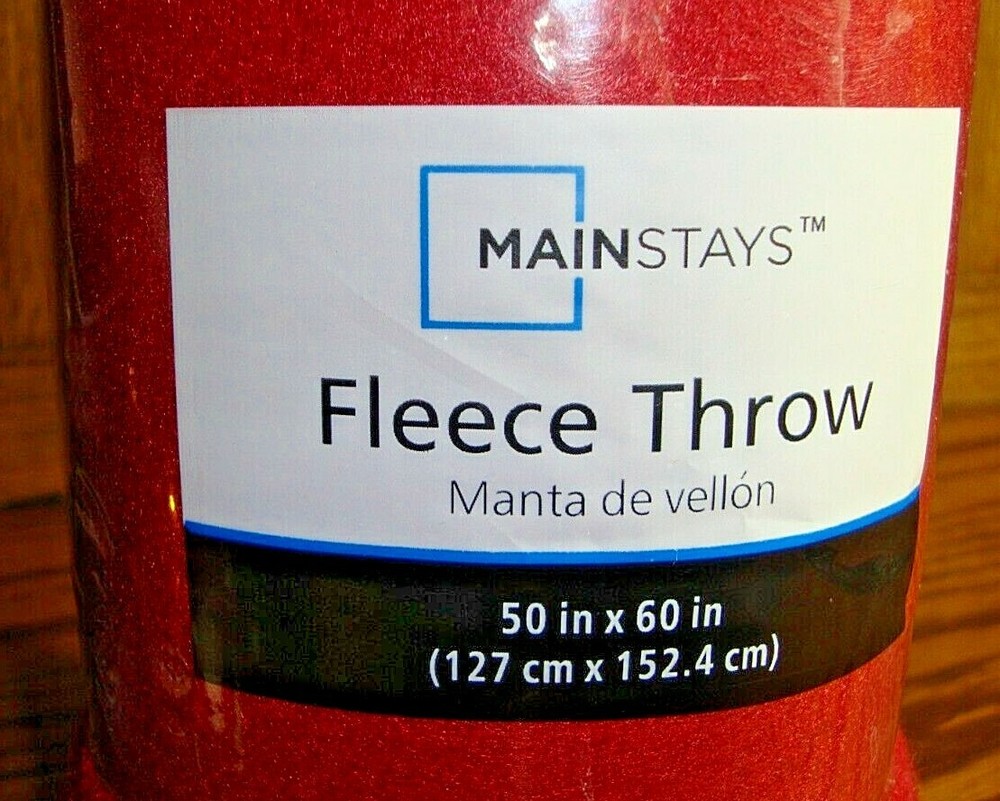 MAINSTAYS™
Fleece Throw
Manta de vellón
50 in x 60 in
(127 cm x 152.4 cm)